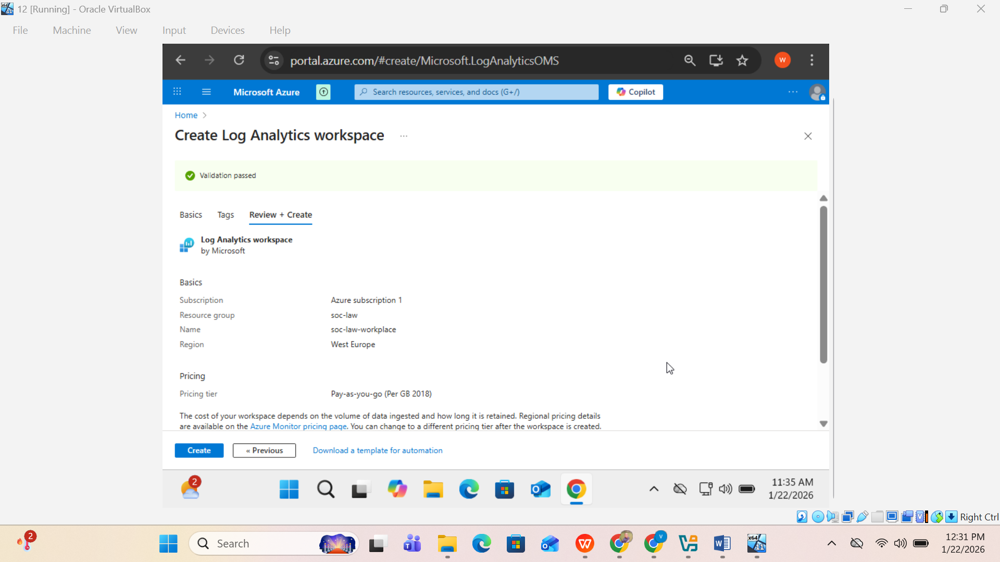 12 [Running] - Oracle VirtualBox
File Machine View Input Devices Help
portal.azure.com/#create/Microsoft.LogAnalyticsOMS
W
Microsoft Azure
Search resources, services, and docs (G+/)
Copilot
Home
Create Log Analytics workspace
Validation passed
Basics Tags Review + Create
Log Analytics workspace
by Microsoft
Basics
Subscription Azure subscription 1
Resource group soc-law
Name soc-law-workplace
Region West Europe
Pricing
Pricing tier Pay-as-you-go (Per GB 2018)
The cost of your workspace depends on the volume of data ingested and how long it is retained. Regional pricing details
are available on the Azure Monitor pricing page. You can change to a different pricing tier after the workspace is created.
Create « Previous Download a template for automation
2
11:35 AM
1/22/2026
Right Ctrl
2
Search
12:31 PM
1/22/2026